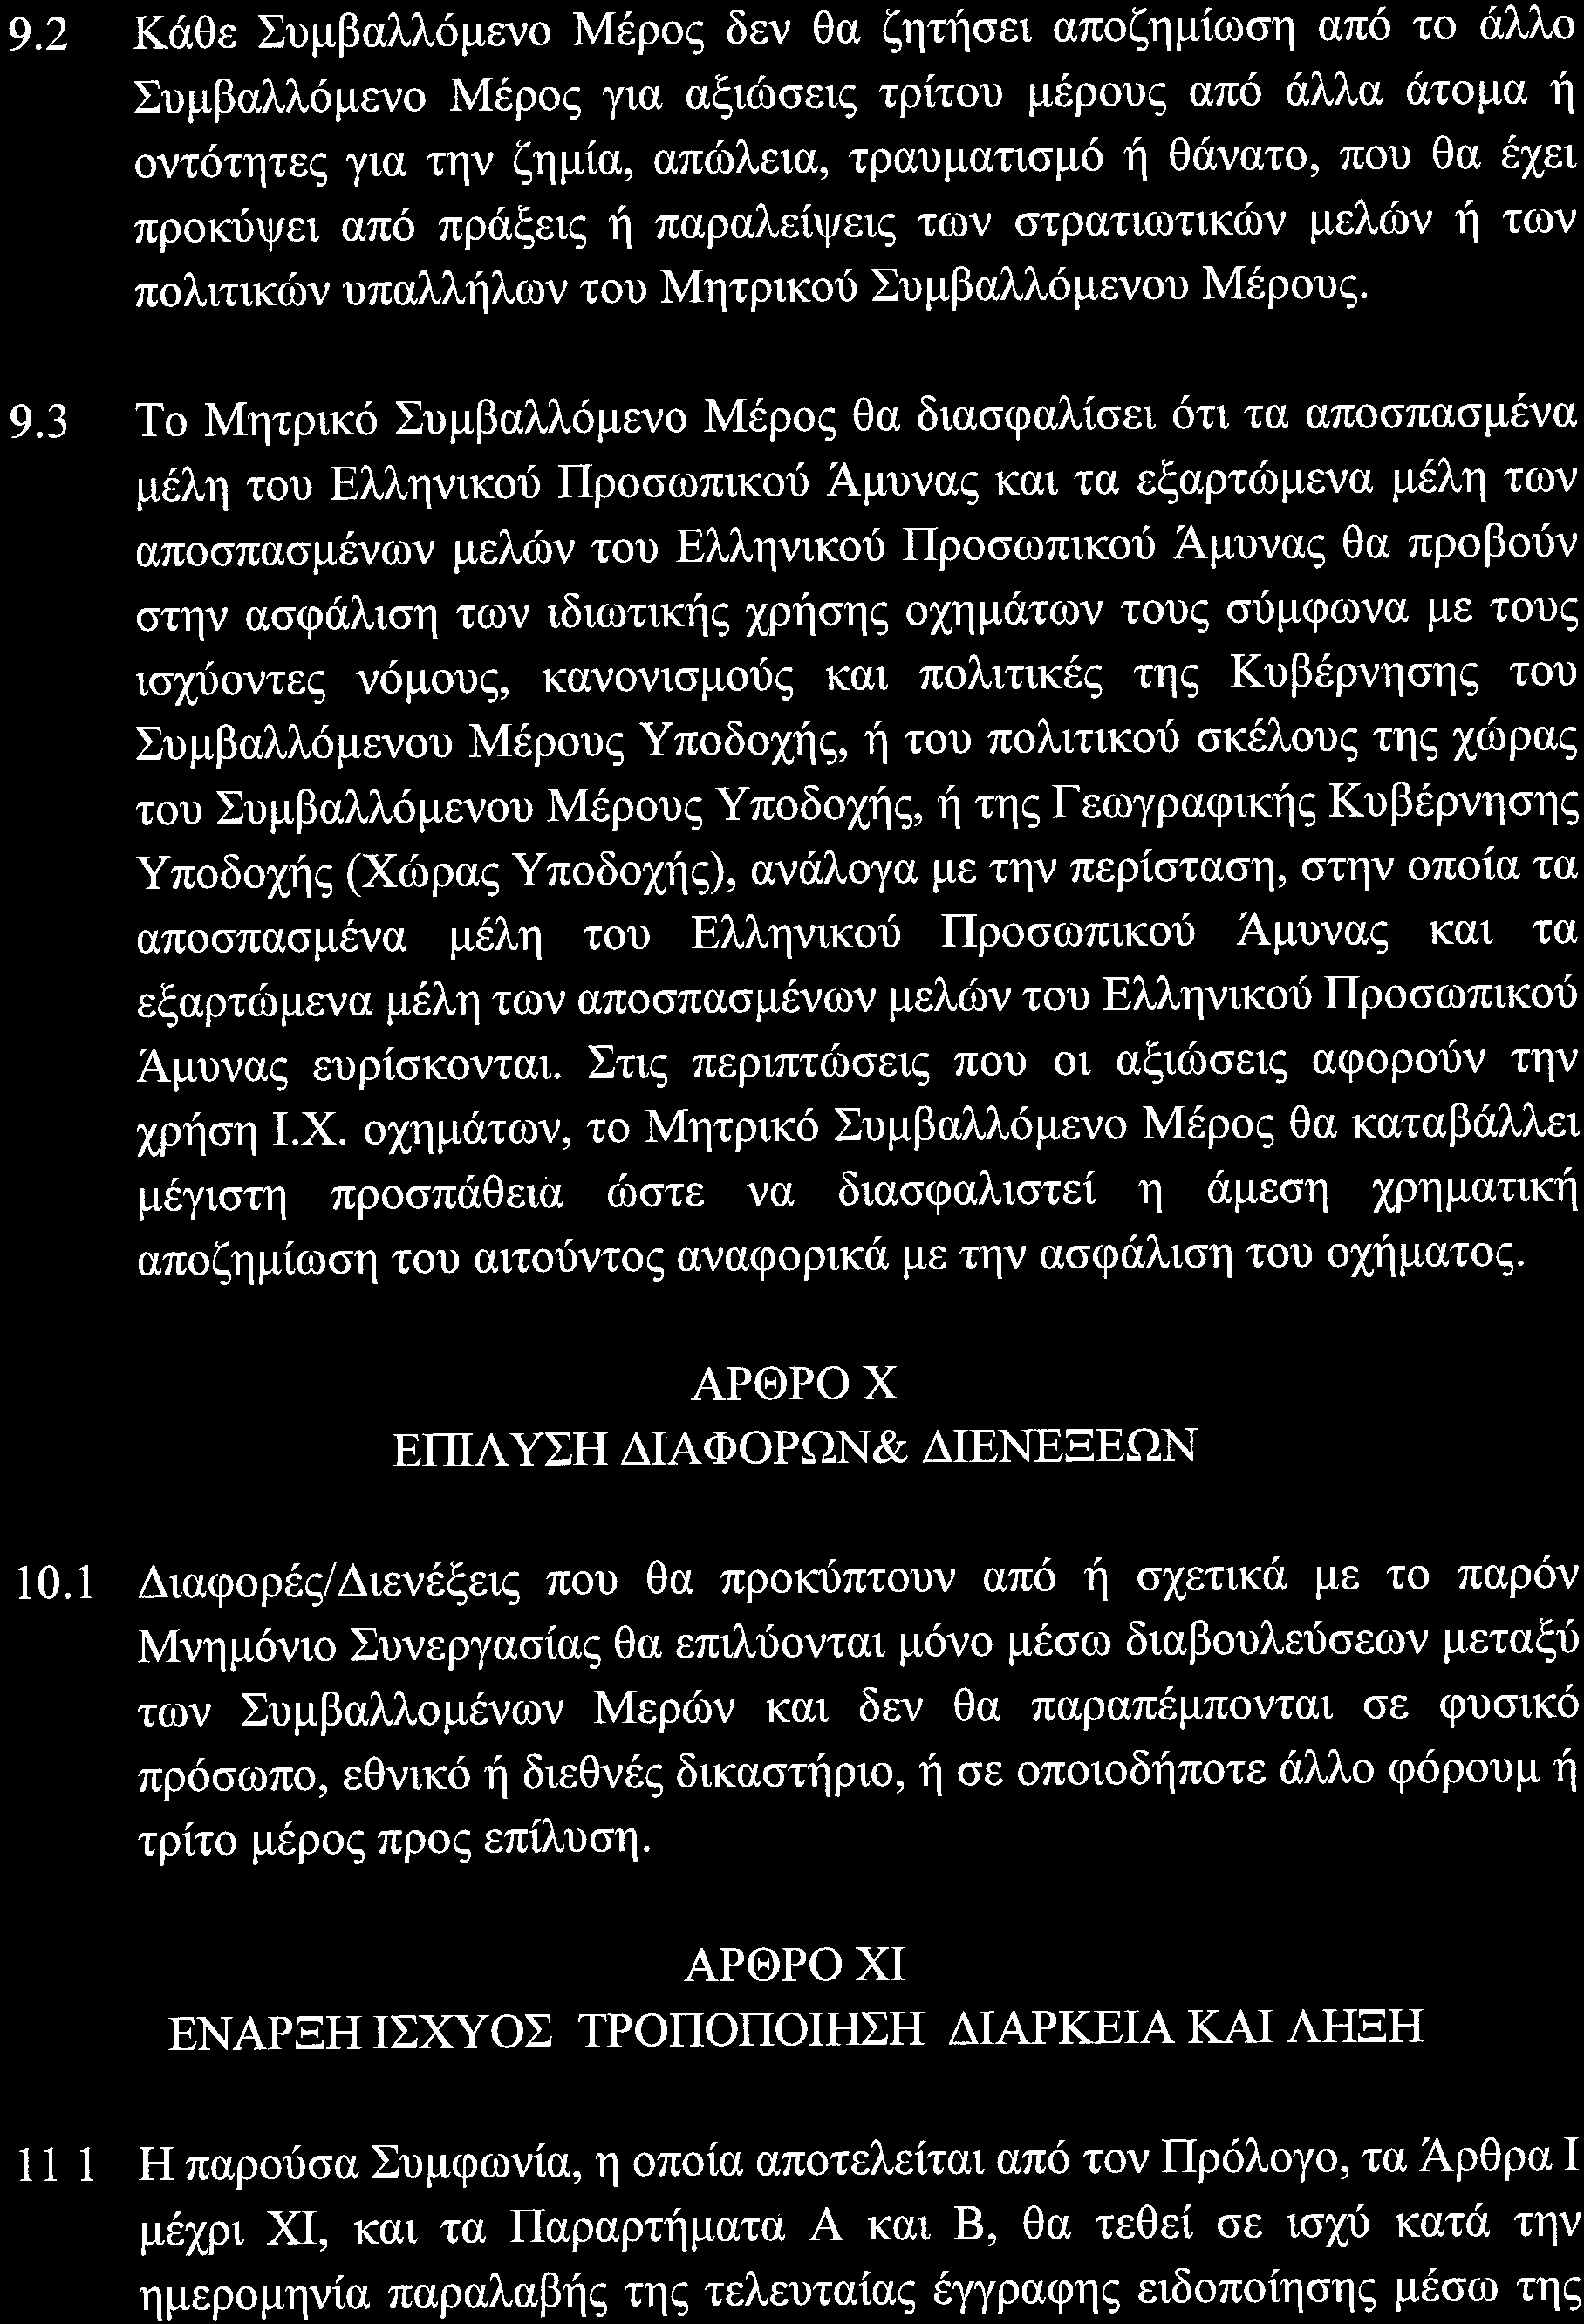 9.2 Κάθε Συμβαλλόμενο Μέρος δεν θα ζητήσει αποζημίωση από το άλλο
Συμβαλλόμενο Μέρος για αξιώσεις τρίτου μέρους από άλλα άτομα ή
οντότητες για την ζημία, απώλεια, τραυματισμό ή θάνατο, που θα έχει
προκύψει από πράξεις ή παραλείψεις των στρατιωτικών μελών ή των
πολιτικών υπαλλήλων του Μητρικού Συμβαλλόμενου Μέρους.
9.3 Το Μητρικό Συμβαλλόμενο Μέρος θα διασφαλίσει ότι τα αποσπασμένα
μέλη του Ελληνικού Προσωπικού Άμυνας και τα εξαρτώμενα μέλη των
αποσπασμένων μελών του Ελληνικού Προσωπικού Άμυνας θα προβούν
στην ασφάλιση των ιδιωτικής χρήσης οχημάτων τους σύμφωνα με τους
ισχύοντες νόμους, κανονισμούς και πολιτικές της Κυβέρνησης του
Συμβαλλόμενου Μέρους Υποδοχής, ή του πολιτικού σκέλους της χώρας
του Συμβαλλόμενου Μέρους Υποδοχής, ή της Γεωγραφικής Κυβέρνησης
Υποδοχής (Χώρας Υποδοχής), ανάλογα με την περίσταση, στην οποία τα
αποσπασμένα μέλη του Ελληνικού Προσωπικού Άμυνας και τα
εξαρτώμενα μέλη των αποσπασμένων μελών του Ελληνικού Προσωπικού
Άμυνας ευρίσκονται. Στις περιπτώσεις που οι αξιώσεις αφορούν την
χρήση Ι.Χ. οχημάτων, το Μητρικό Συμβαλλόμενο Μέρος θα καταβάλλει
μέγιστη προσπάθεια ώστε να διασφαλιστεί η άμεση χρηματική
αποζημίωση του αιτούντος αναφορικά με την ασφάλιση του οχήματος.
ΑΡΘΡΟ Χ
ΕΠΙΛΥΣΗ ΔΙΑΦΟΡΩΝ& ΔΙΕΝΕΞΕΩΝ
10.1 Διαφορές/Διενέξεις που θα προκύπτουν από ή σχετικά με το παρόν
Μνημόνιο Συνεργασίας θα επιλύονται μόνο μέσω διαβουλεύσεων μεταξύ
των Συμβαλλομένων Μερών και δεν θα παραπέμπονται σε φυσικό
πρόσωπο, εθνικό ή διεθνές δικαστήριο, ή σε οποιοδήποτε άλλο φόρουμ ή
τρίτο μέρος προς επίλυση.
ΑΡΘΡΟ ΧΙ
ΕΝΑΡΞΗ ΙΣΧΥΟΣ ΤΡΟΠΟΠΟΙΗΣΗ ΔΙΑΡΚΕΙΑ ΚΑΙ ΛΗΞΗ
11 1 Η παρούσα Συμφωνία, η οποία αποτελείται από τον Πρόλογο, τα Άρθρα Ι
μέχρι ΧΙ, και τα Παραρτήματα Α και Β, θα τεθεί σε ισχύ κατά την
ημερομηνία παραλαβής της τελευταίας έγγραφης ειδοποίησης μέσω της